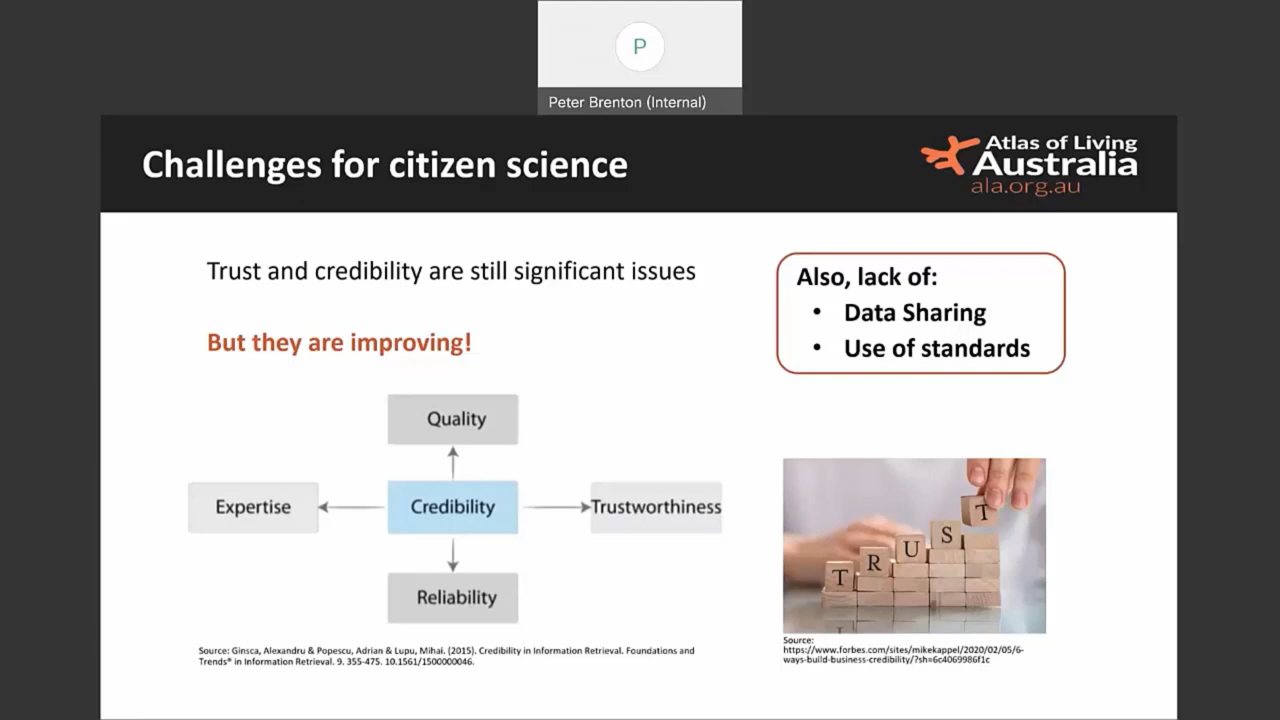 P
Peter Brenton (Internal)
Challenges for citizen science
Atlas of Living
Australia
ala.org.au
Trust and credibility are still significant issues
But they are improving!
Also, lack of:
• Data Sharing
• Use of standards
Quality
Expertise
Credibility
Trustworthiness
Reliability
T
R
U
S
T
Source: Ginsca, Alexandru & Popescu, Adrian & Lupu, Mihai. (2015). Credibility in Information Retrieval. Foundations and
Trends® in Information Retrieval. 9. 355-475. 10.1561/1500000046.
Source:
https://www.forbes.com/sites/mikekappel/2020/02/05/6-
ways-build-business-credibility/?sh=6c4069986f1c